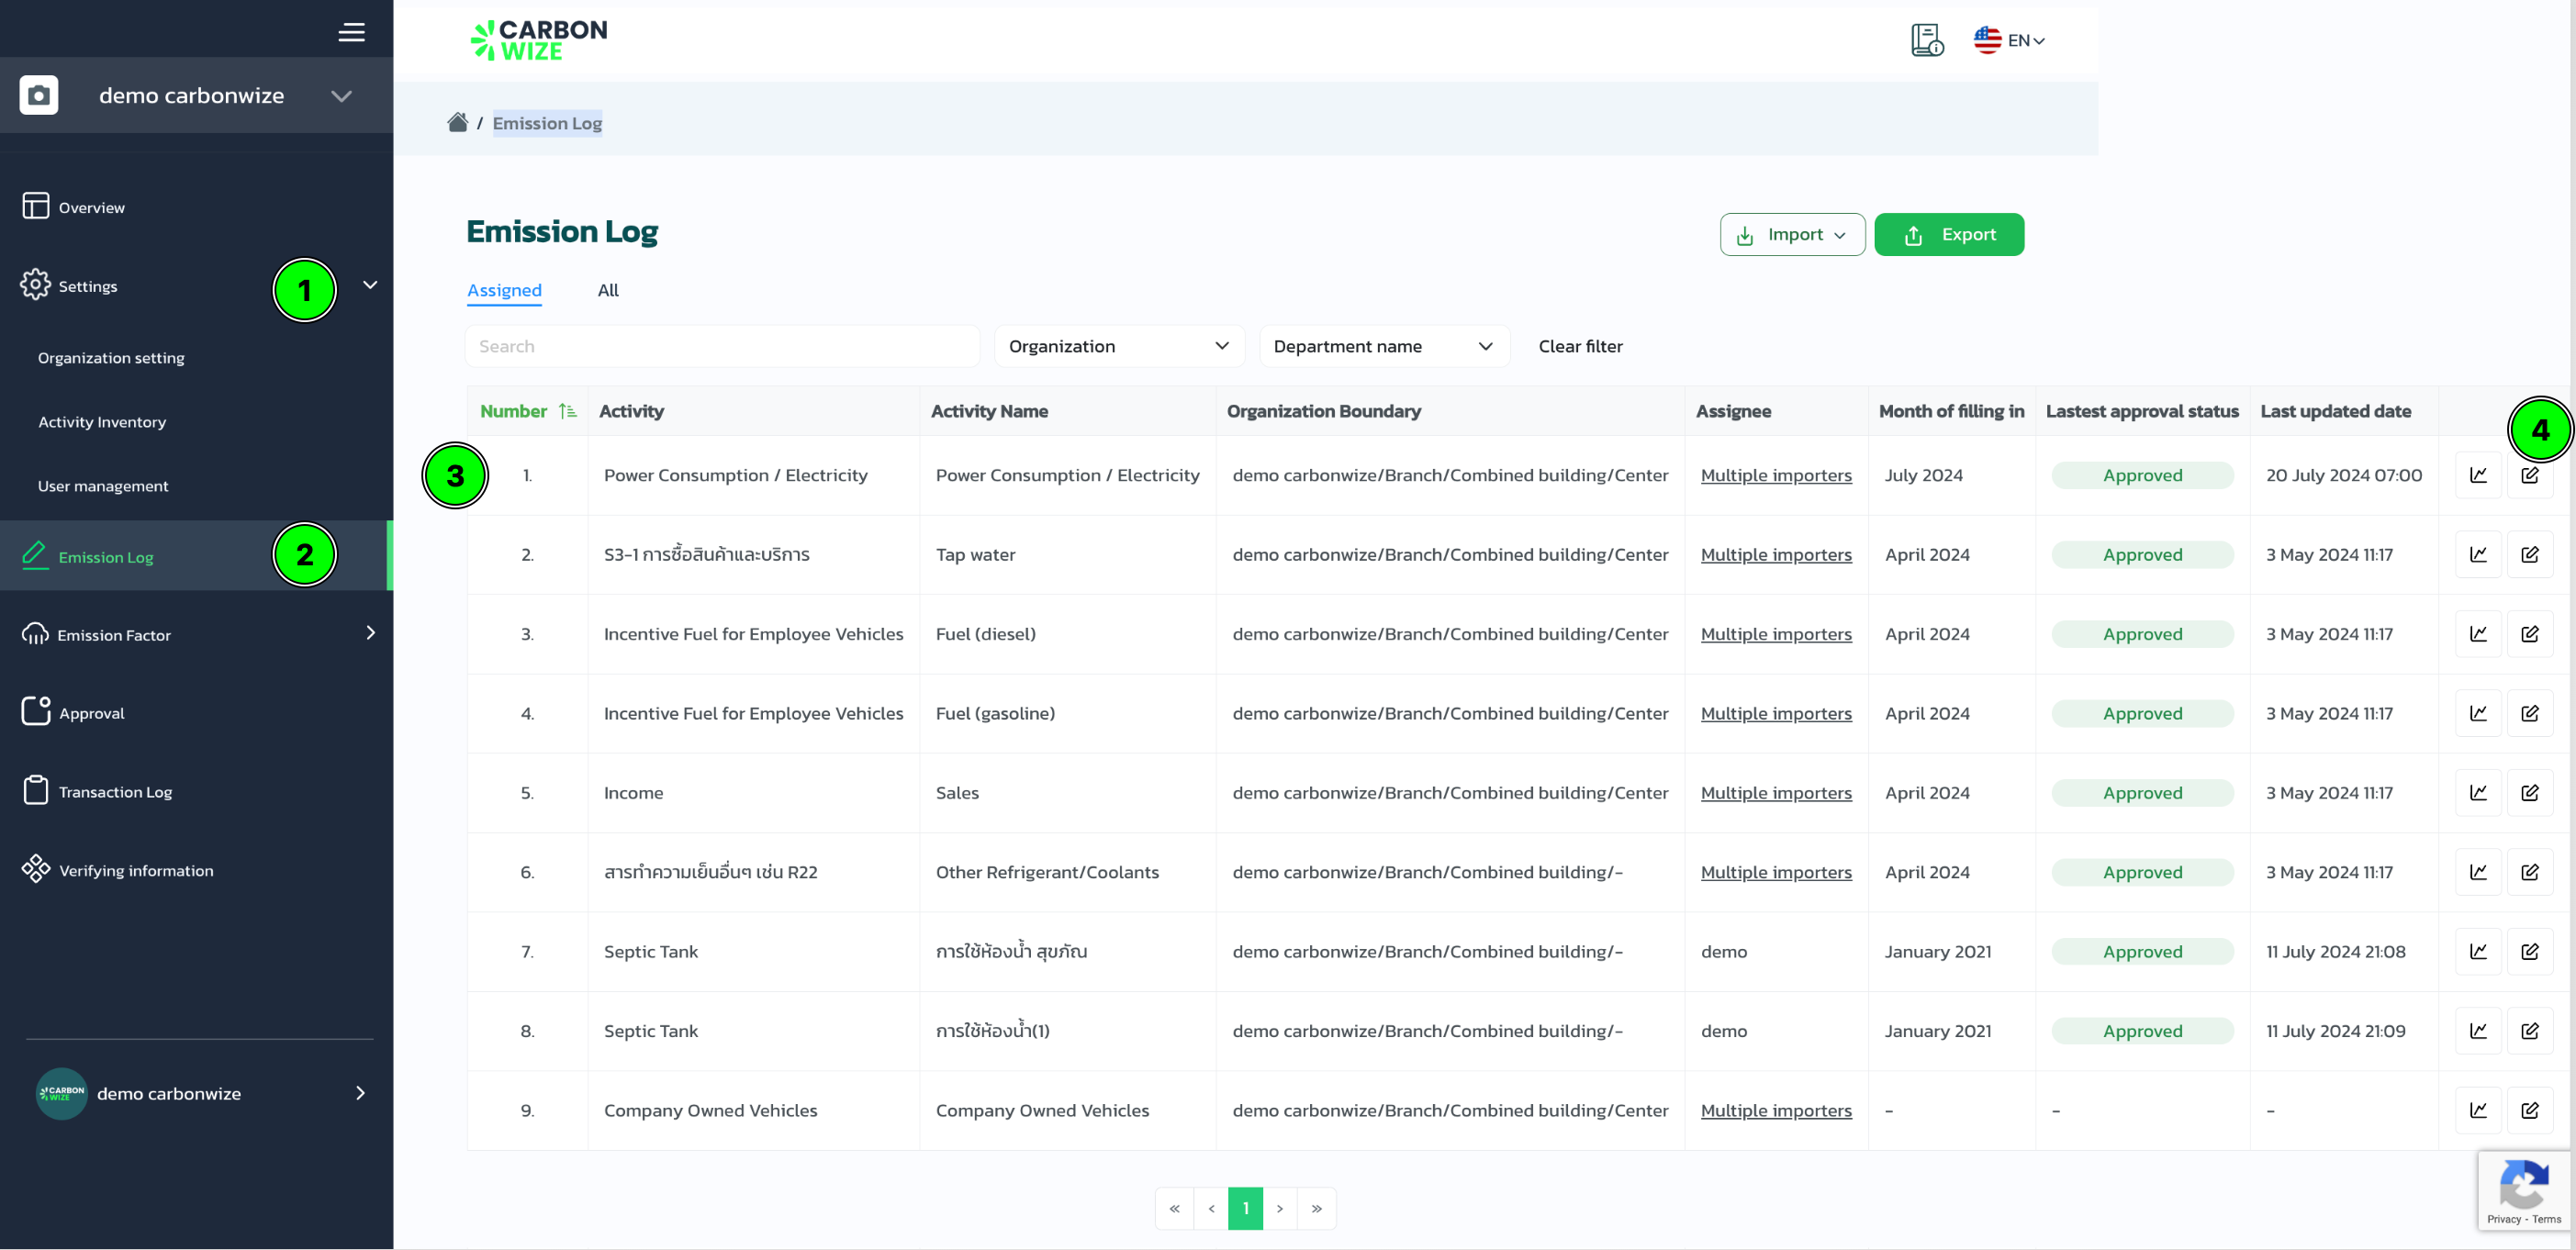 CARBON
WIZE
EN
demo carbonwize
/ Emission Log
Overview
Settings
1
Organization setting
Activity Inventory
User management
Emission Log
2
Emission Factor
Approval
Transaction Log
Verifying information
CARBON
WIZE
demo carbonwize
Emission Log
Import
Export
Assigned All
Search Organization Department name Clear filter
Number Activity Activity Name Organization Boundary Assignee Month of filling in Lastest approval status Last updated date
4
3
1. Power Consumption / Electricity Power Consumption / Electricity demo carbonwize/Branch/Combined building/Center Multiple importers July 2024 Approved 20 July 2024 07:00
2. S3-1 การซื้อสินค้าและบริการ Tap water demo carbonwize/Branch/Combined building/Center Multiple importers April 2024 Approved 3 May 2024 11:17
3. Incentive Fuel for Employee Vehicles Fuel (diesel) demo carbonwize/Branch/Combined building/Center Multiple importers April 2024 Approved 3 May 2024 11:17
4. Incentive Fuel for Employee Vehicles Fuel (gasoline) demo carbonwize/Branch/Combined building/Center Multiple importers April 2024 Approved 3 May 2024 11:17
5. Income Sales demo carbonwize/Branch/Combined building/Center Multiple importers April 2024 Approved 3 May 2024 11:17
6. สารทำความเย็นอื่นๆ เช่น R22 Other Refrigerant/Coolants demo carbonwize/Branch/Combined building/- Multiple importers April 2024 Approved 3 May 2024 11:17
7. Septic Tank การใช้ห้องน้ำ สุขภัณ demo carbonwize/Branch/Combined building/- demo January 2021 Approved 11 July 2024 21:08
8. Septic Tank การใช้ห้องน้ำ(1) demo carbonwize/Branch/Combined building/- demo January 2021 Approved 11 July 2024 21:09
9. Company Owned Vehicles Company Owned Vehicles demo carbonwize/Branch/Combined building/Center Multiple importers - - -
« ‹ 1 › »
Privacy - Terms